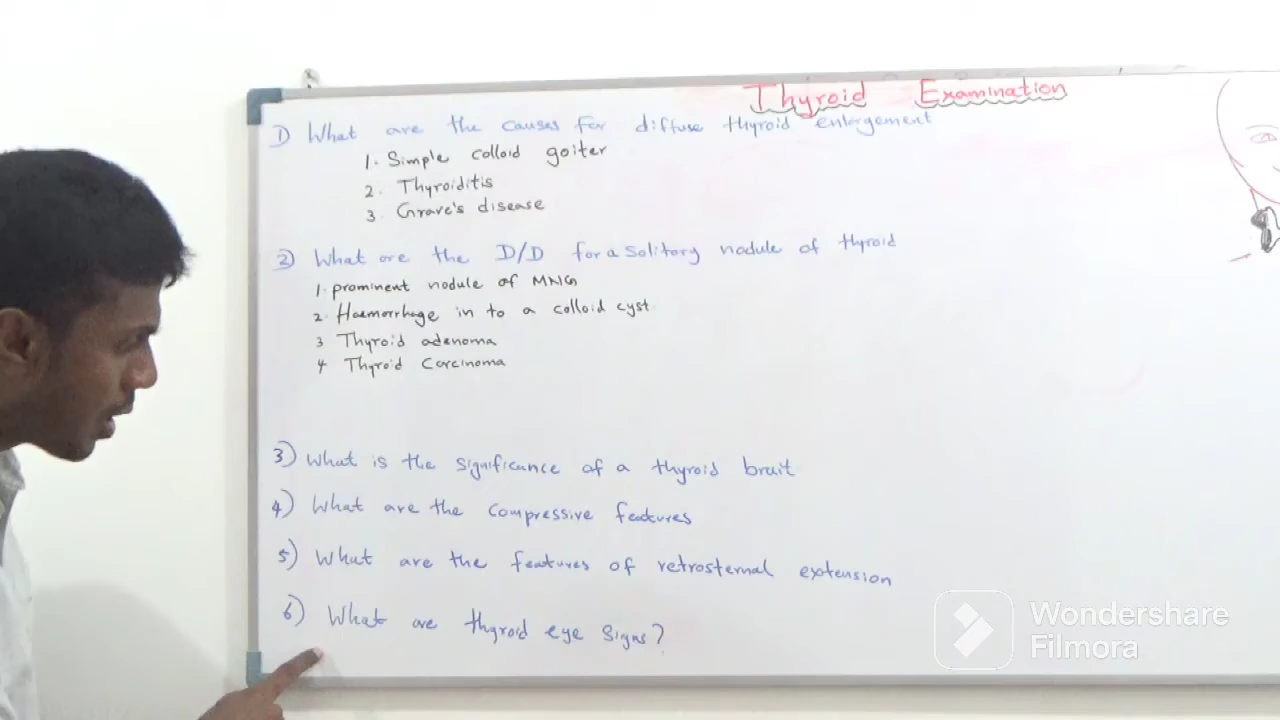 Thyroid Examination
1) What are the causes for diffuse thyroid enlargement
1. Simple colloid goiter
2. Thyroiditis
3. Grave's disease
2) What are the D/D for a Solitory nodule of thyroid
1. prominent nodule of MNG
2. Haemorrhage in to a colloid cyst
3 Thyroid adenoma
4 Thyroid Carcinoma
3) What is the significance of a thyroid bruit
4) What are the compressive features
5) What are the features of retrosternal extension
6) What are thyroid eye signs?
Wondershare
Filmora